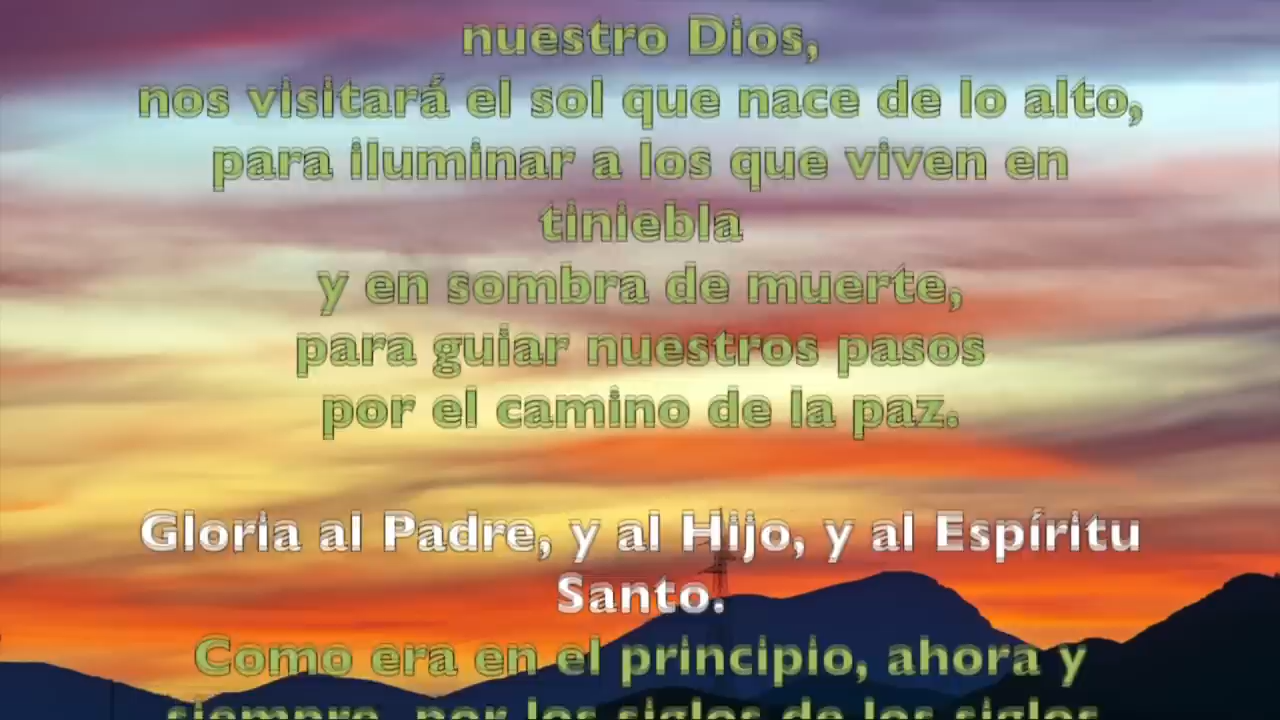 nuestro Dios,
nos visitará el sol que nace de lo alto,
para iluminar a los que viven en
tiniebla
y en sombra de muerte,
para guiar nuestros pasos
por el camino de la paz.
Gloria al Padre, y al Hijo, y al Espíritu
Santo.
Como era en el principio, ahora y
siempre, por los siglos de los siglos